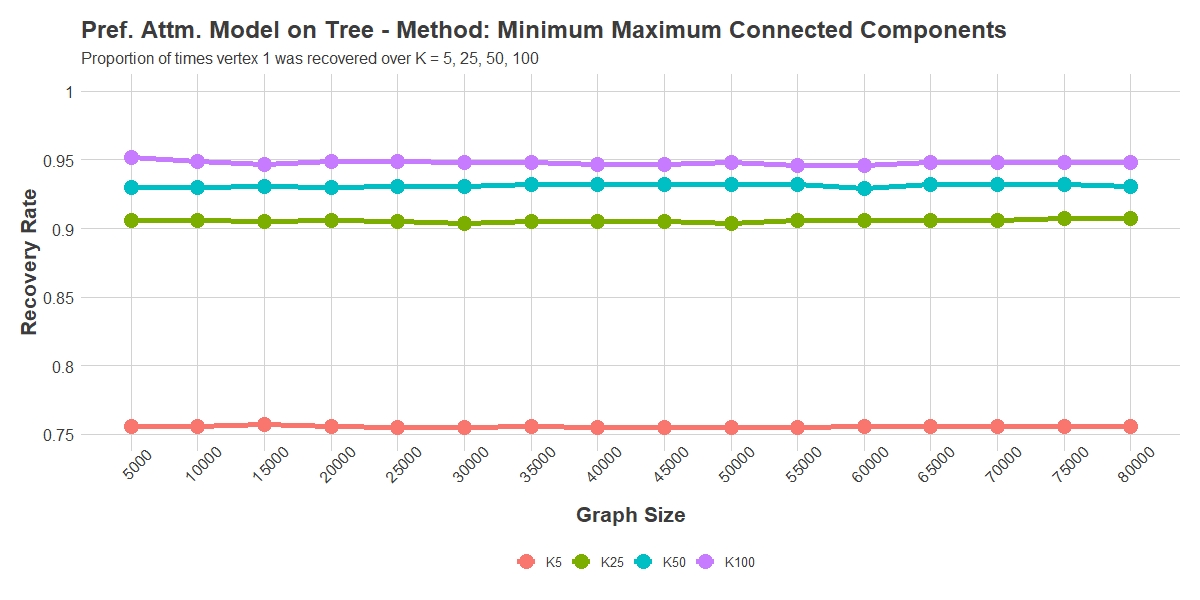 Pref. Attm. Model on Tree - Method: Minimum Maximum Connected Components
Proportion of times vertex 1 was recovered over K = 5, 25, 50, 100
1
0.95
0.9
0.85
0.8
0.75
Recovery Rate
5000 10000 15000 20000 25000 30000 35000 40000 45000 50000 55000 60000 65000 70000 75000 80000
Graph Size
K5 K25 K50 K100